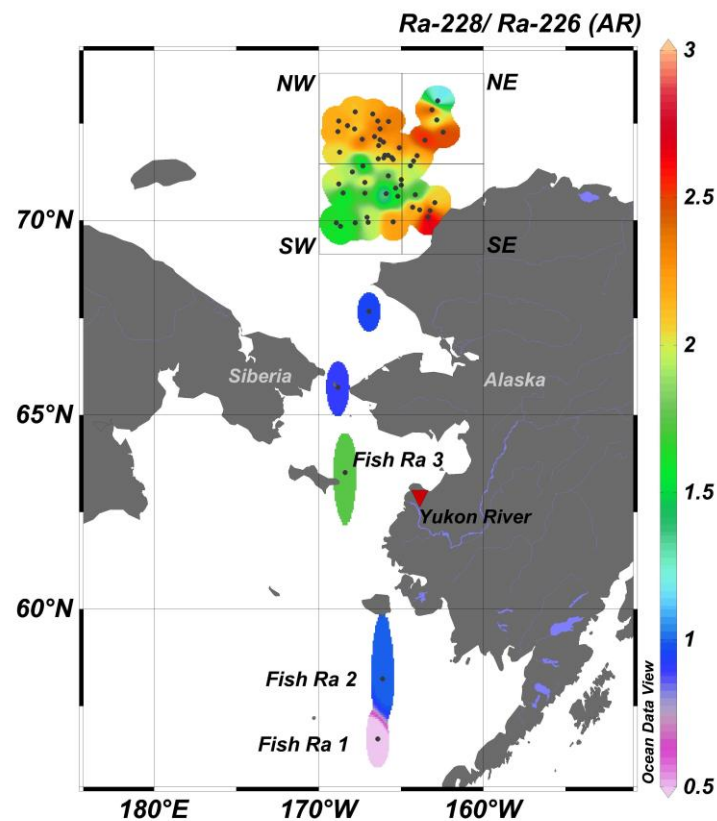 Ra-228/ Ra-226 (AR)
3
NW
NE
2.5
70°N
SW
SE
2
Siberia
Alaska
65°N
1.5
Fish Ra 3
Yukon River
60°N
1
Fish Ra 2
Fish Ra 1
Ocean Data View
0.5
180°E
170°W
160°W